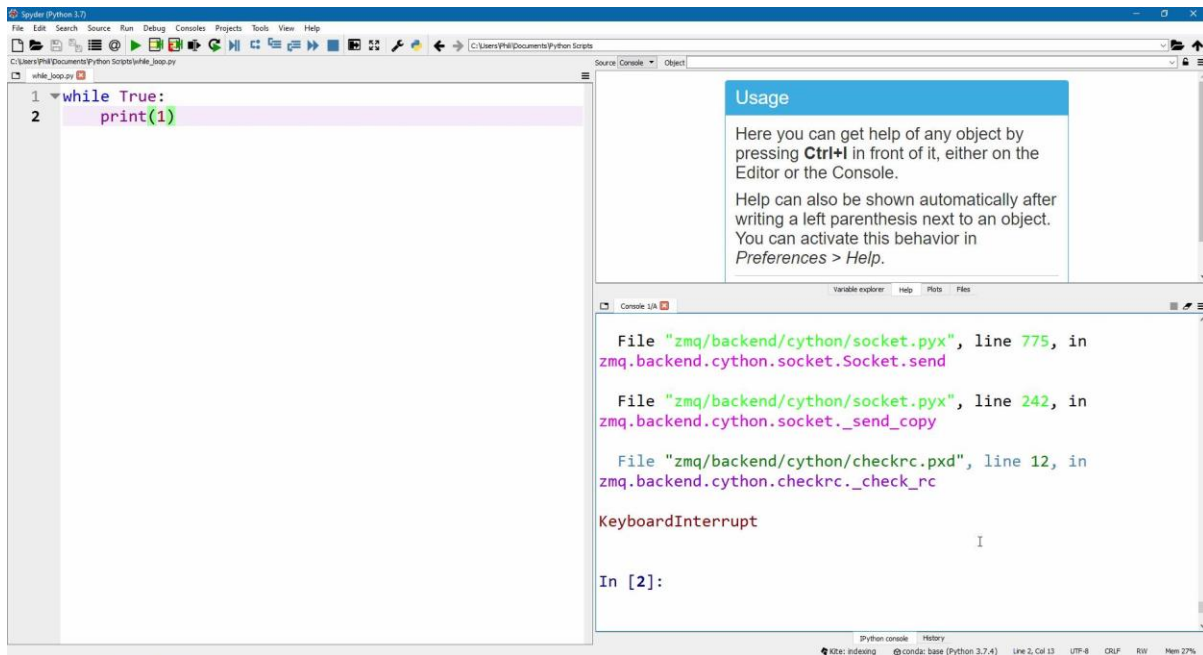 Spyder (Python 3.7)
File Edit Search Source Run Debug Consoles Projects Tools View Help
C:\Users\Phil\Documents\Python Scripts
C:\Users\Phil\Documents\Python Scripts\while_loop.py
while_loop.py
1 while True:
2 print(1)
Source Console Object
Usage
Here you can get help of any object by
pressing Ctrl+I in front of it, either on the
Editor or the Console.
Help can also be shown automatically after
writing a left parenthesis next to an object.
You can activate this behavior in
Preferences > Help.
Variable explorer Help Plots Files
Console 1/A
File "zmq/backend/cython/socket.pyx", line 775, in
zmq.backend.cython.socket.Socket.send
File "zmq/backend/cython/socket.pyx", line 242, in
zmq.backend.cython.socket._send_copy
File "zmq/backend/cython/checkrc.pxd", line 12, in
zmq.backend.cython.checkrc._check_rc
KeyboardInterrupt
In [2]:
IPython console History
Kite: indexing conda: base (Python 3.7.4) Line 2, Col 13 UTF-8 CRLF RW Mem 27%